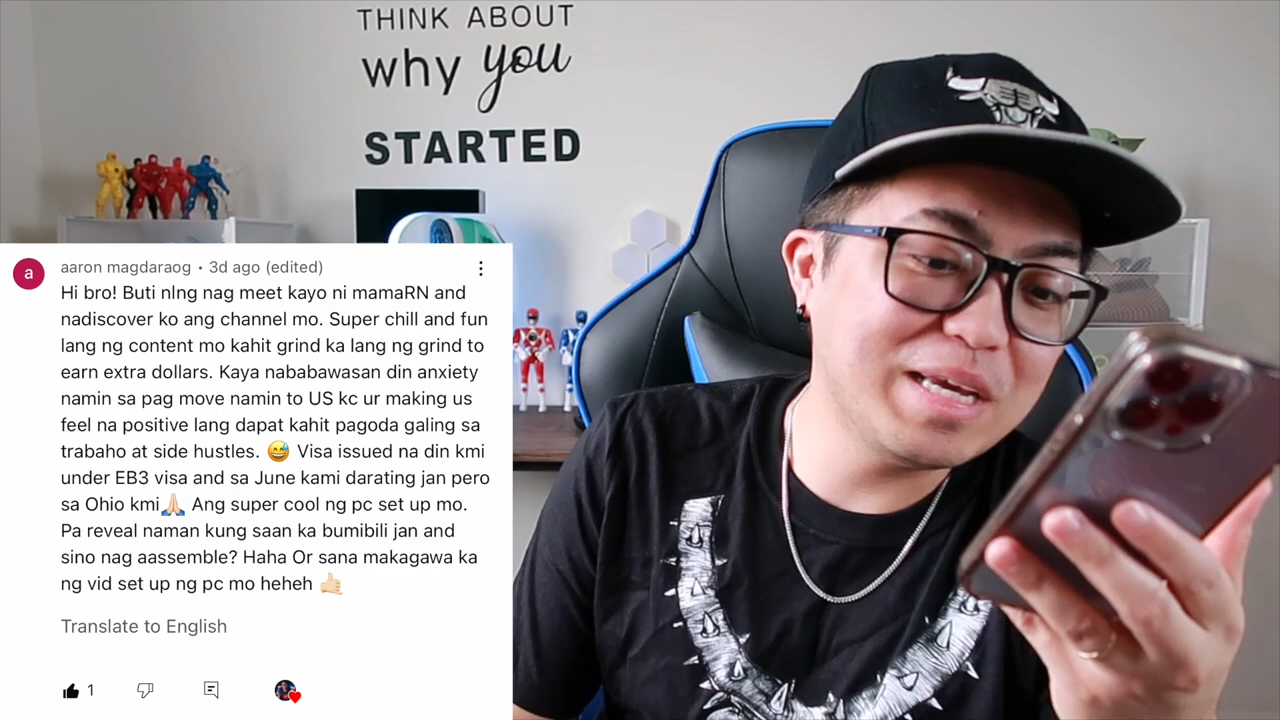 THINK ABOUT
why you
STARTED
a
aaron magdaraog • 3d ago (edited)
Hi bro! Buti nlng nag meet kayo ni mamaRN and
nadiscover ko ang channel mo. Super chill and fun
lang ng content mo kahit grind ka lang ng grind to
earn extra dollars. Kaya nababawasan din anxiety
namin sa pag move namin to US kc ur making us
feel na positive lang dapat kahit pagoda galing sa
trabaho at side hustles. 😅 Visa issued na din kmi
under EB3 visa and sa June kami darating jan pero
sa Ohio kmi🙏🏻 Ang super cool ng pc set up mo.
Pa reveal naman kung saan ka bumibili jan and
sino nag aassemble? Haha Or sana makagawa ka
ng vid set up ng pc mo heheh 🤙🏻
Translate to English
1